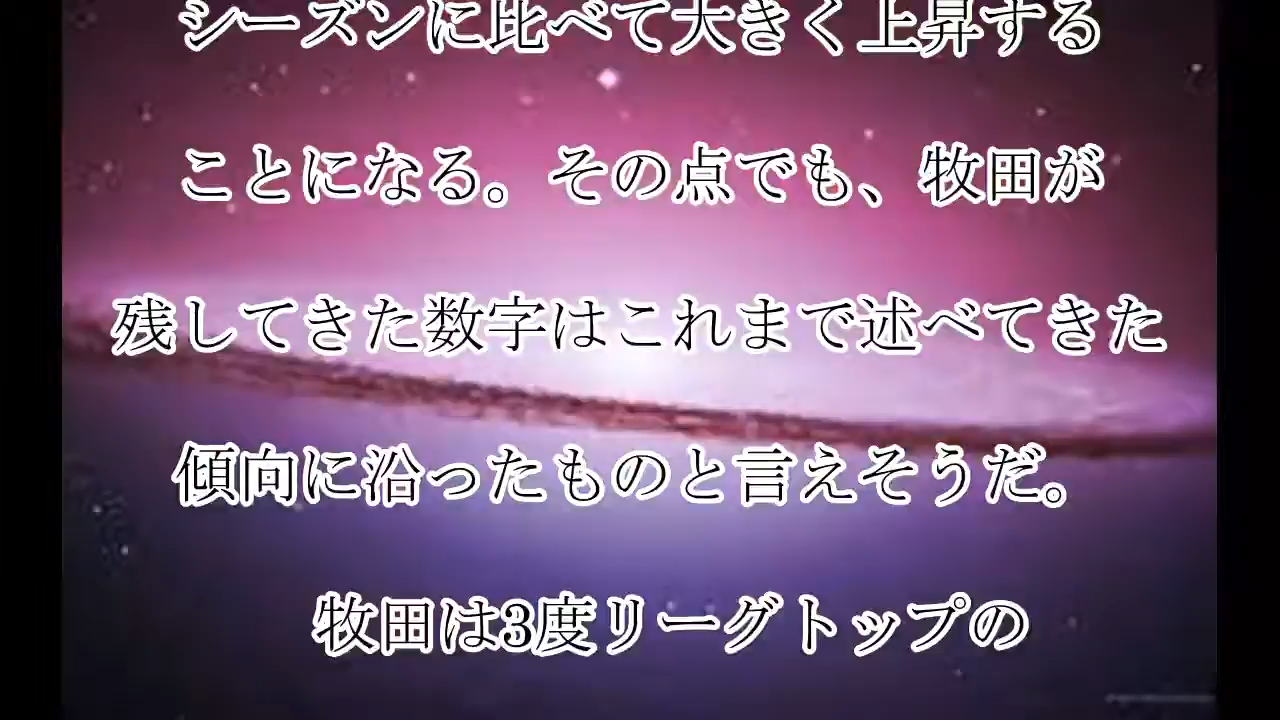 シーズンに比べて大きく上昇する
ことになる。その点でも、牧田が
残してきた数字はこれまで述べてきた
傾向に沿ったものと言えそうだ。
牧田は3度リーグトップの